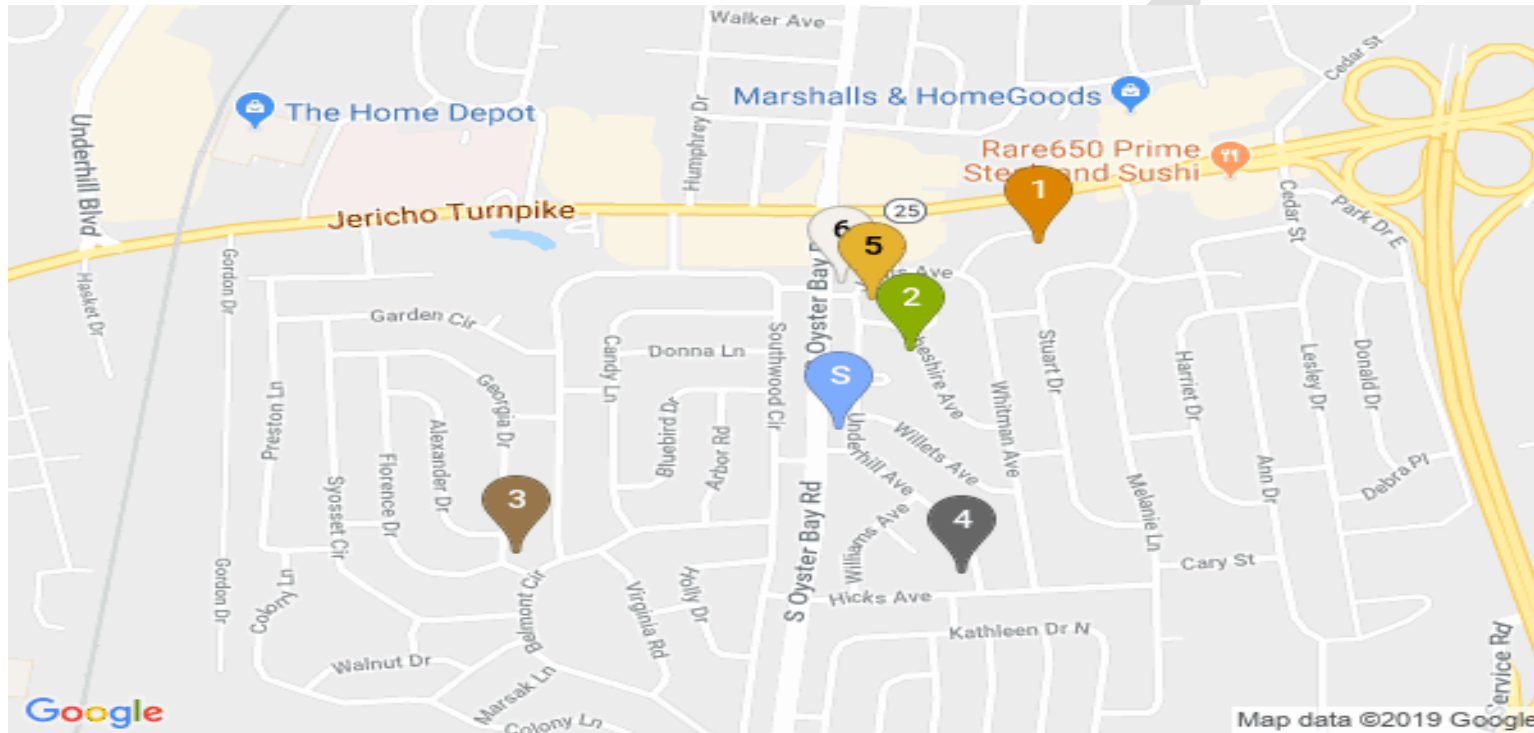 Walker Ave
Cedar St
Marshalls & HomeGoods
The Home Depot
Humphrey Dr
Underhill Blvd
Rare650 Prime
and Sushi
1
Jericho Turnpike
25
Cedar St
Park Dr E
6
5
Ave
Gordon Dr
Hasket Dr
S Oyster Bay
2
Garden Cir
Donna Ln
Southwood Cir
Candy Ln
Stuart Dr
Harriet Dr
Lesley Dr
Donald Dr
S
Georgia Dr
Preston Ln
Whitman Ave
Bluebird Dr
Arbor Rd
Alexander Dr
Underhill Ave
Willets Ave
Florence Dr
Syosset Cir
Ann Dr
Debra Pl
3
4
Melanie Ln
S Oyster Bay Rd
Williams Ave
Cary St
Gordon Dr
Colony Ln
Belmont Cir
Virginia Rd
Holly Dr
Hicks Ave
Kathleen Dr N
Walnut Dr
Marsak Ln
Colony Ln
Service Rd
Google
Map data ©2019 Google